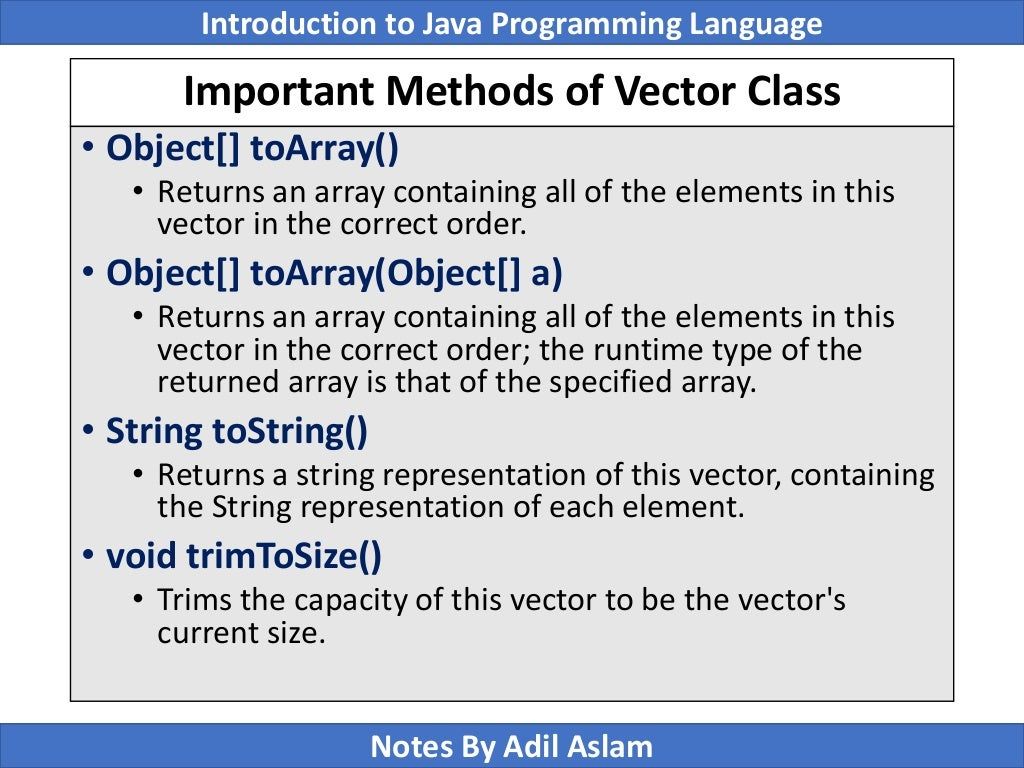 Introduction to Java Programming Language
Important Methods of Vector Class
• Object[] toArray()
• Returns an array containing all of the elements in this
vector in the correct order.
• Object[] toArray(Object[] a)
• Returns an array containing all of the elements in this
vector in the correct order; the runtime type of the
returned array is that of the specified array.
• String toString()
• Returns a string representation of this vector, containing
the String representation of each element.
• void trimToSize()
• Trims the capacity of this vector to be the vector's
current size.
Notes By Adil Aslam